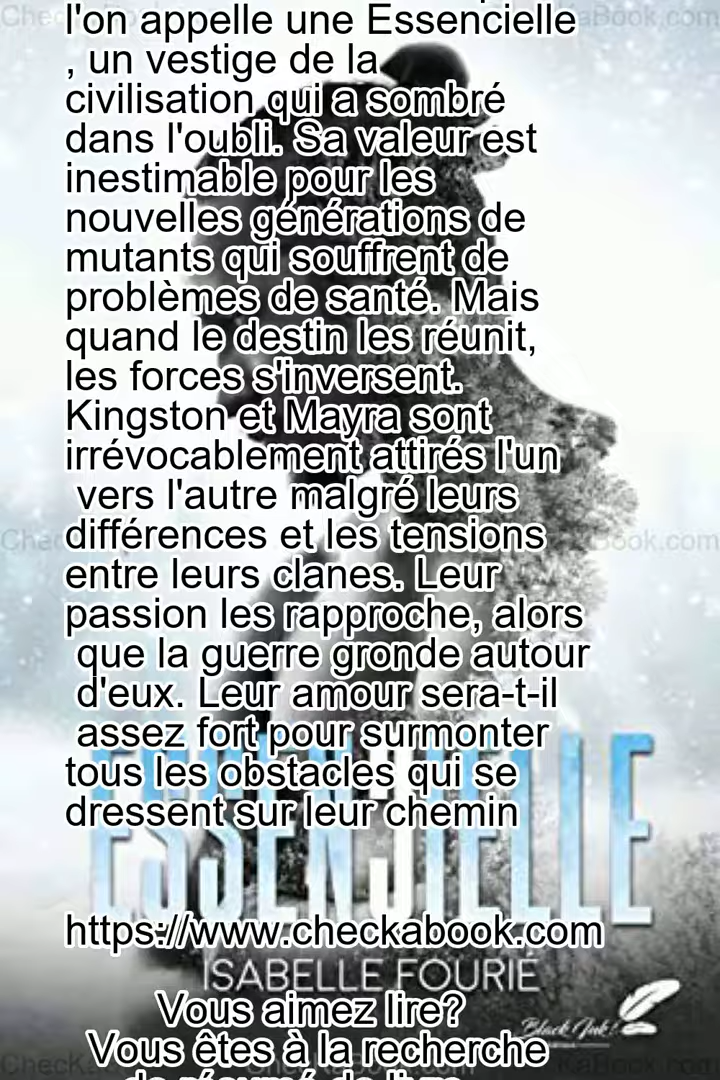 l'on appelle une Essencielle
, un vestige de la
civilisation qui a sombré
dans l'oubli. Sa valeur est
inestimable pour les
nouvelles générations de
mutants qui souffrent de
problèmes de santé. Mais
quand le destin les réunit,
les forces s'inversent.
Kingston et Mayra sont
irrévocablement attirés l'un
vers l'autre malgré leurs
différences et les tensions
entre leurs clanes. Leur
passion les rapproche, alors
que la guerre gronde autour
d'eux. Leur amour sera-t-il
assez fort pour surmonter
tous les obstacles qui se
dressent sur leur chemin
ESSENCIELLE
https://www.checkabook.com
ISABELLE FOURIÉ
Vous aimez lire?
Black Ink!
Vous êtes à la recherche
de résumé de livre